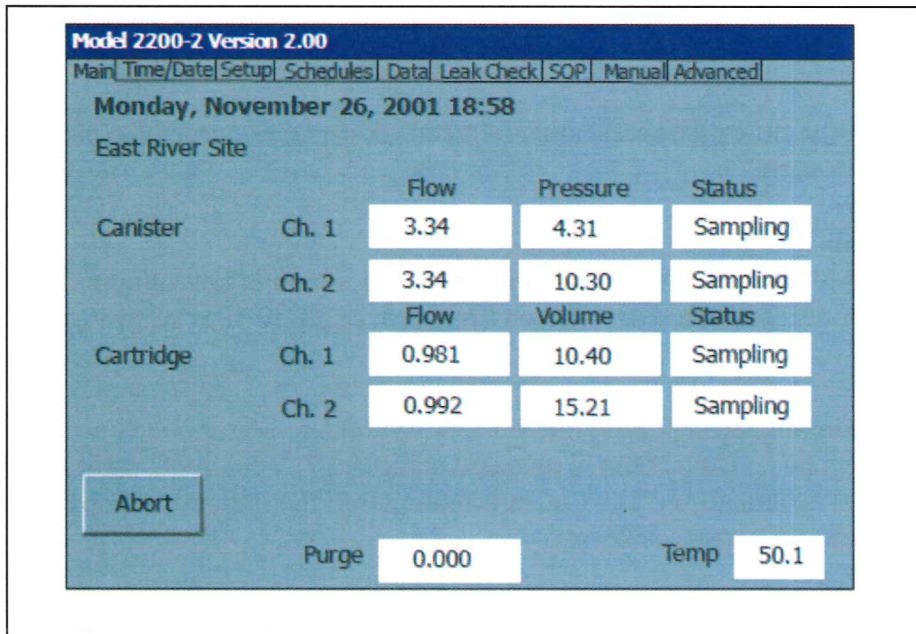 Model 2200-2 Version 2.00
Main Time/Date Setup Schedules Data Leak Check SOP Manual Advanced
Monday, November 26, 2001 18:58
East River Site
Flow Pressure Status
Canister Ch. 1 3.34 4.31 Sampling
Ch. 2 3.34 10.30 Sampling
Flow Volume Status
Cartridge Ch. 1 0.981 10.40 Sampling
Ch. 2 0.992 15.21 Sampling
Abort
Purge 0.000 Temp 50.1